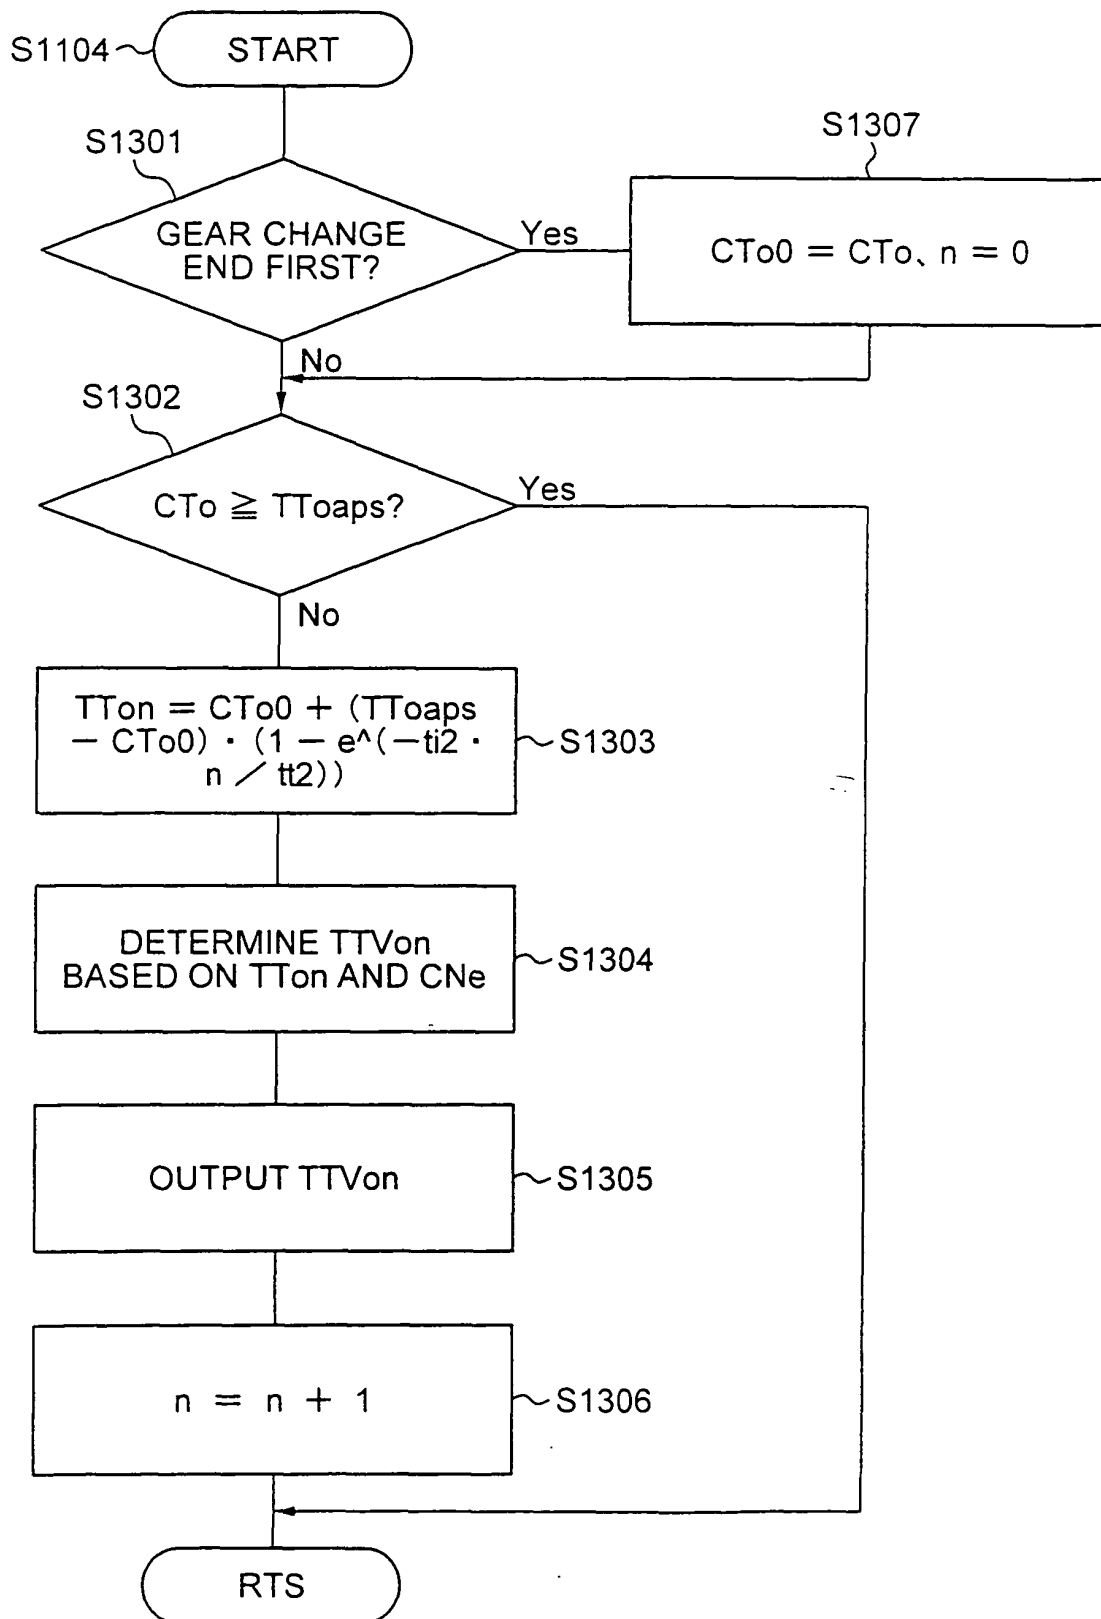 S1104
START
S1301
GEAR CHANGE
END FIRST?
Yes
S1307
CTo0 = CTo、n = 0
No
S1302
CTo ≧ TToaps?
Yes
No
TTon = CTo0 + (TToaps
− CTo0)・(1 − e^(−ti2・
n ／ tt2))
S1303
DETERMINE TTVon
BASED ON TTon AND CNe
S1304
OUTPUT TTVon
S1305
n = n + 1
S1306
RTS